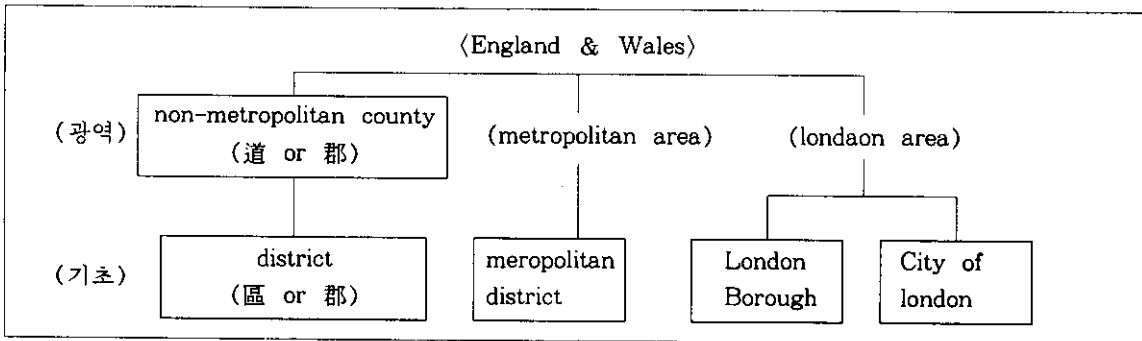 〈England & Wales〉
(광역)
non-metropolitan county
(道 or 郡)
(metropolitan area)
(londaon area)
(기초)
district
(區 or 郡)
meropolitan
district
London
Borough
City of
london